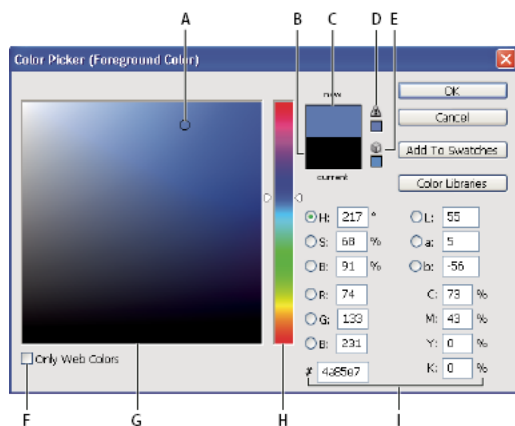 A
B
C
D
E
Color Picker (Foreground Color)
new
OK
Cancel
Add To Swatches
current
Color Libraries
H: 217 °
L: 55
S: 68 %
a: 5
B: 91 %
b: -56
R: 74
C: 73 %
G: 133
M: 43 %
B: 231
Y: 0 %
Only Web Colors
# 4a85e7
K: 0 %
F
G
H
I